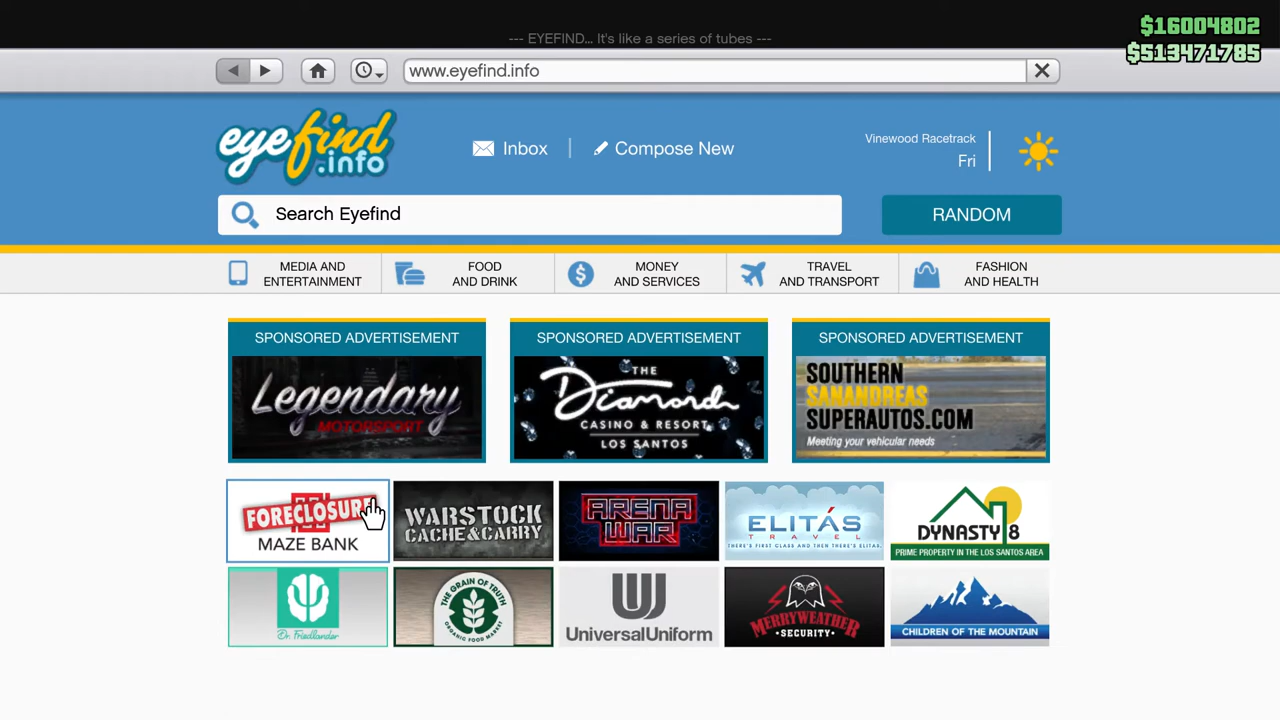 --- EYEFIND... It's like a series of tubes ---
$16004802
$513471785
www.eyefind.info
eyefind
.info
Inbox
Compose New
Vinewood Racetrack
Fri
Search Eyefind
RANDOM
MEDIA AND
ENTERTAINMENT
FOOD
AND DRINK
MONEY
AND SERVICES
TRAVEL
AND TRANSPORT
FASHION
AND HEALTH
SPONSORED ADVERTISEMENT
Legendary
MOTORSPORT
SPONSORED ADVERTISEMENT
THE
Diamond
CASINO & RESORT
LOS SANTOS
SPONSORED ADVERTISEMENT
SOUTHERN
SANANDREAS
SUPERAUTOS.COM
Meeting your vehicular needs
FORECLOSURE
MAZE BANK
WARSTOCK
CACHE&CARRY
ARENA
WAR
ELITÁS
TRAVEL
THERE'S FIRST CLASS AND THEN THERE'S ELITAS.
DYNASTY 8
PRIME PROPERTY IN THE LOS SANTOS AREA
Dr. Friedlander
THE GRAIN OF TRUTH
ORGANIC FOOD MARKET
UniversalUniform
MERRYWEATHER
SECURITY
CHILDREN OF THE MOUNTAIN